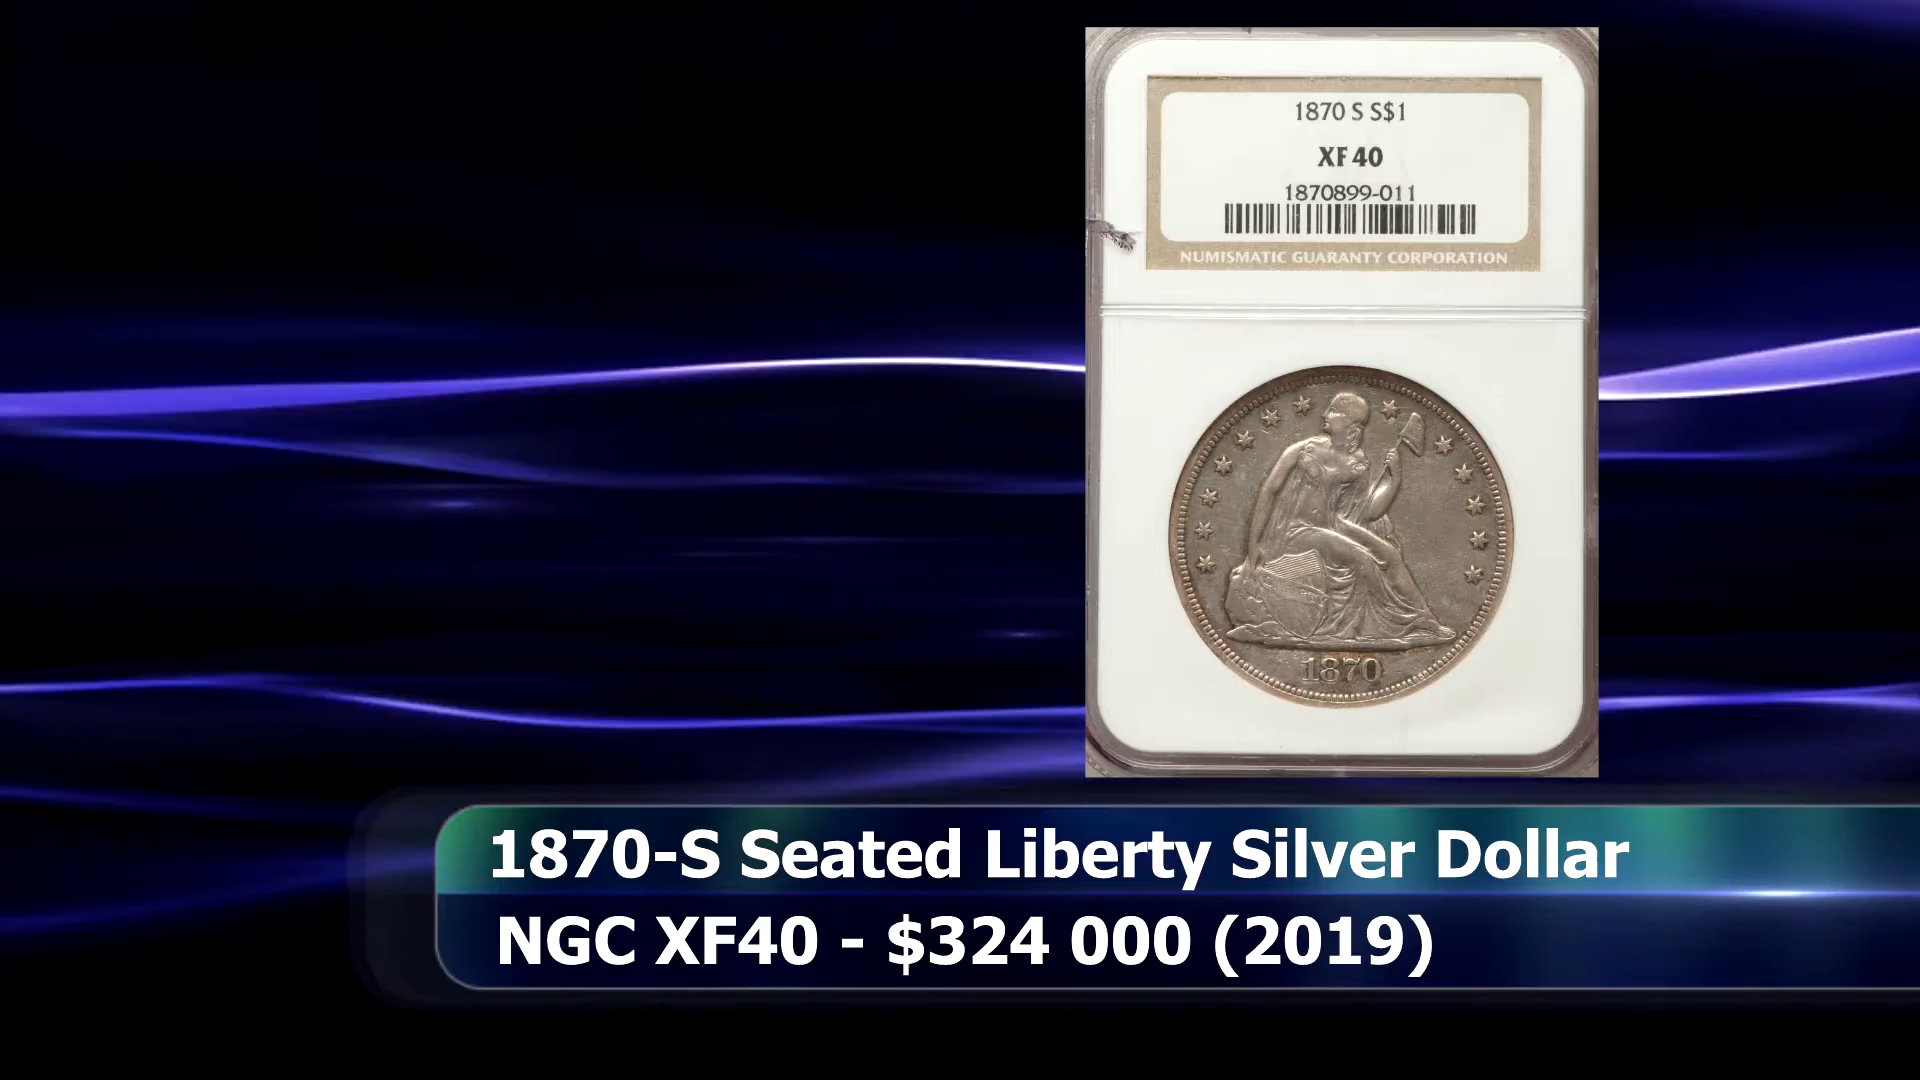 1870 S S$1
XF 40
1870899-011
NUMISMATIC GUARANTY CORPORATION
1870
1870-S Seated Liberty Silver Dollar
NGC XF40 - $324 000 (2019)